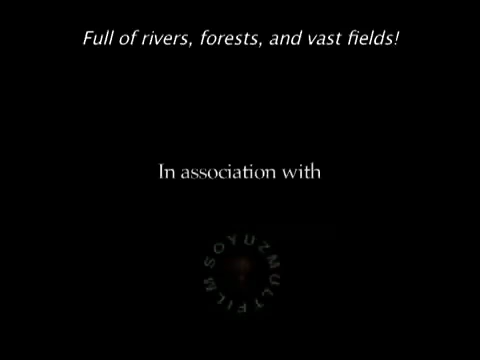 Full of rivers, forests, and vast fields!
In association with
SOYUZMULTFILM